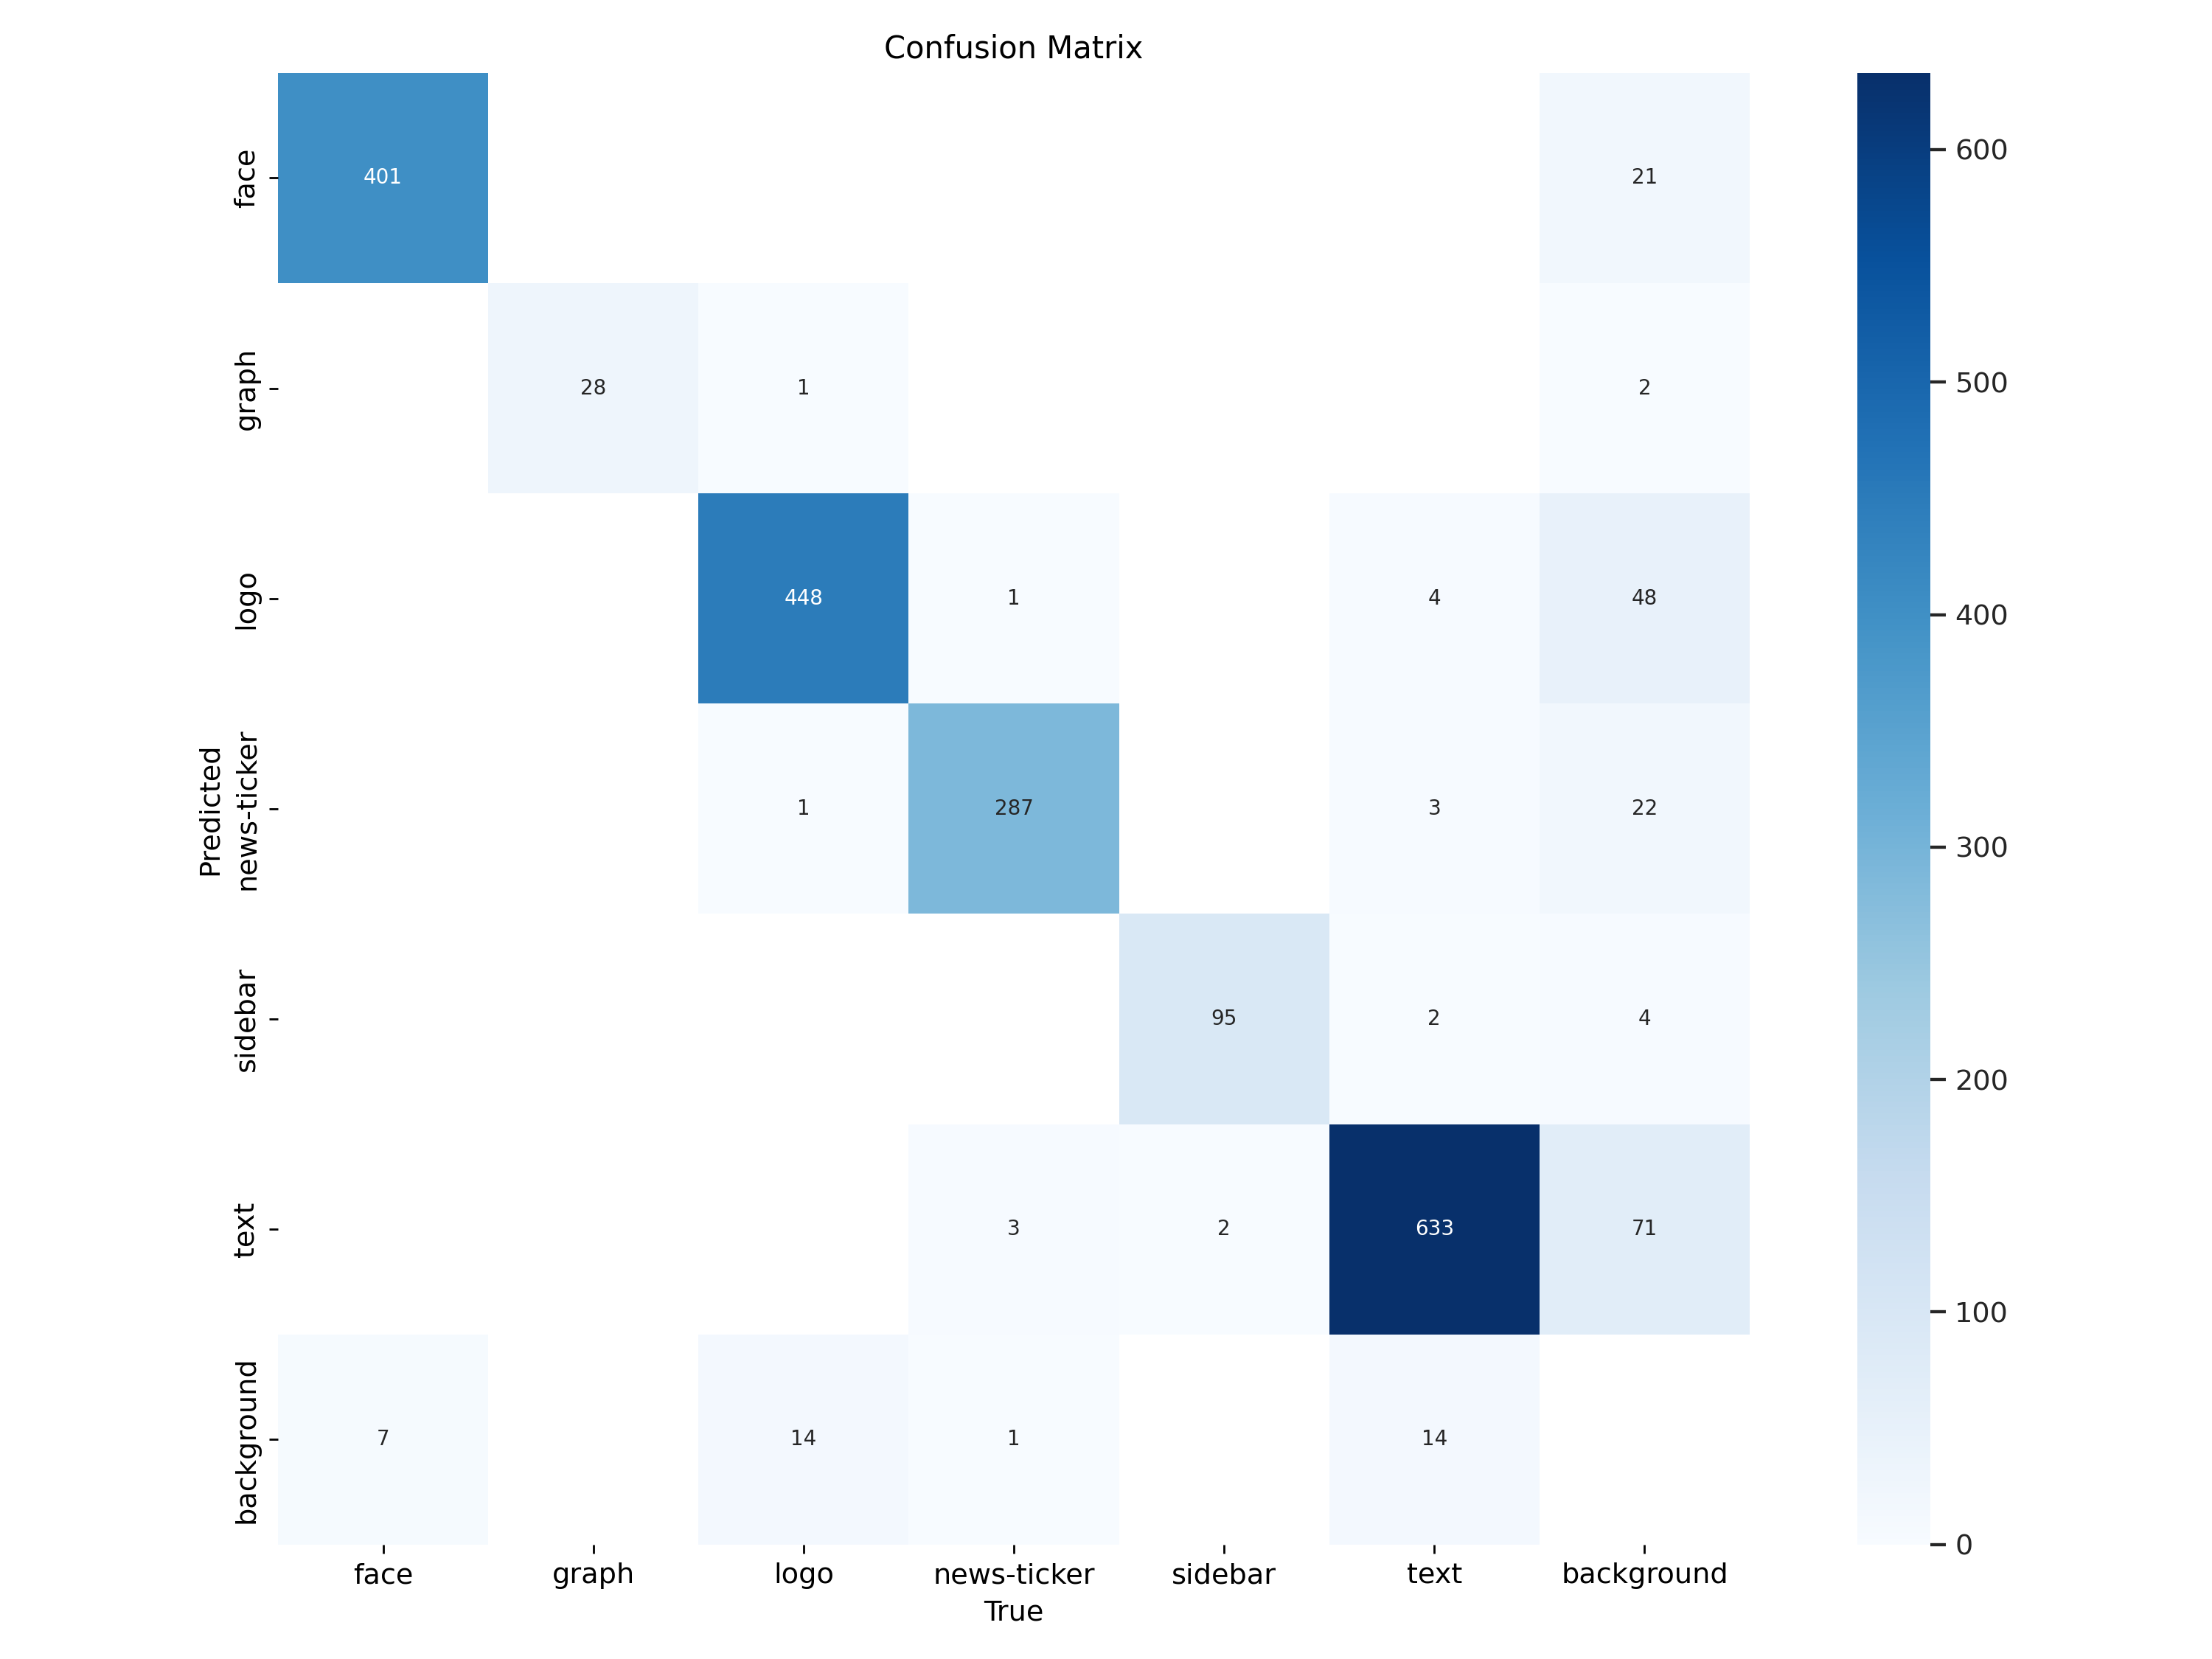 Confusion Matrix
Predicted
face
401
21
graph
28
1
2
logo
448
1
4
48
news-ticker
1
287
3
22
sidebar
95
2
4
text
3
2
633
71
background
7
14
1
14
face graph logo news-ticker sidebar text background
True
600
500
400
300
200
100
0